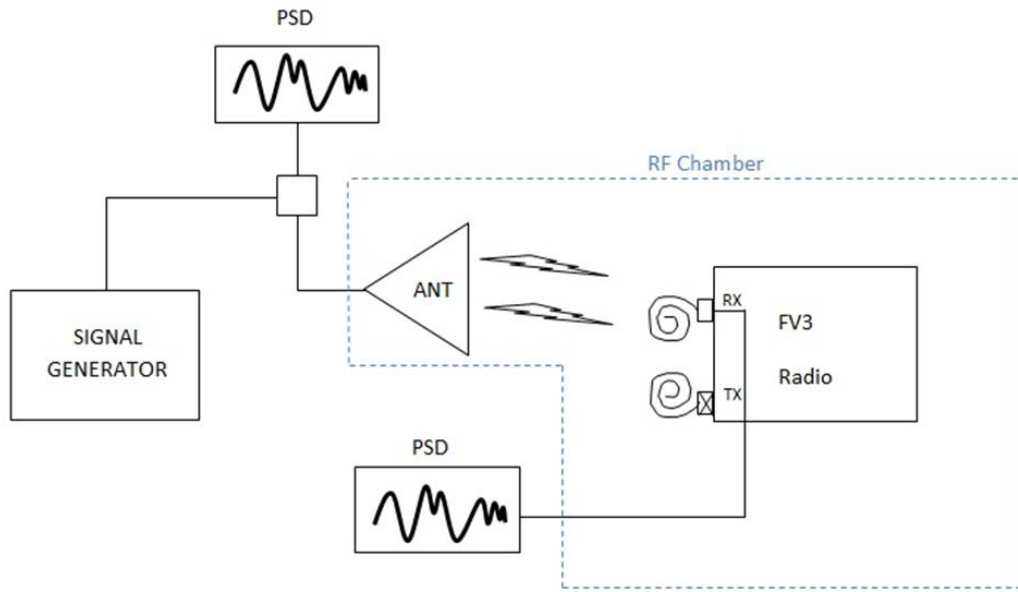 PSD
RF Chamber
ANT
SIGNAL
GENERATOR
RX
FV3
Radio
TX
PSD